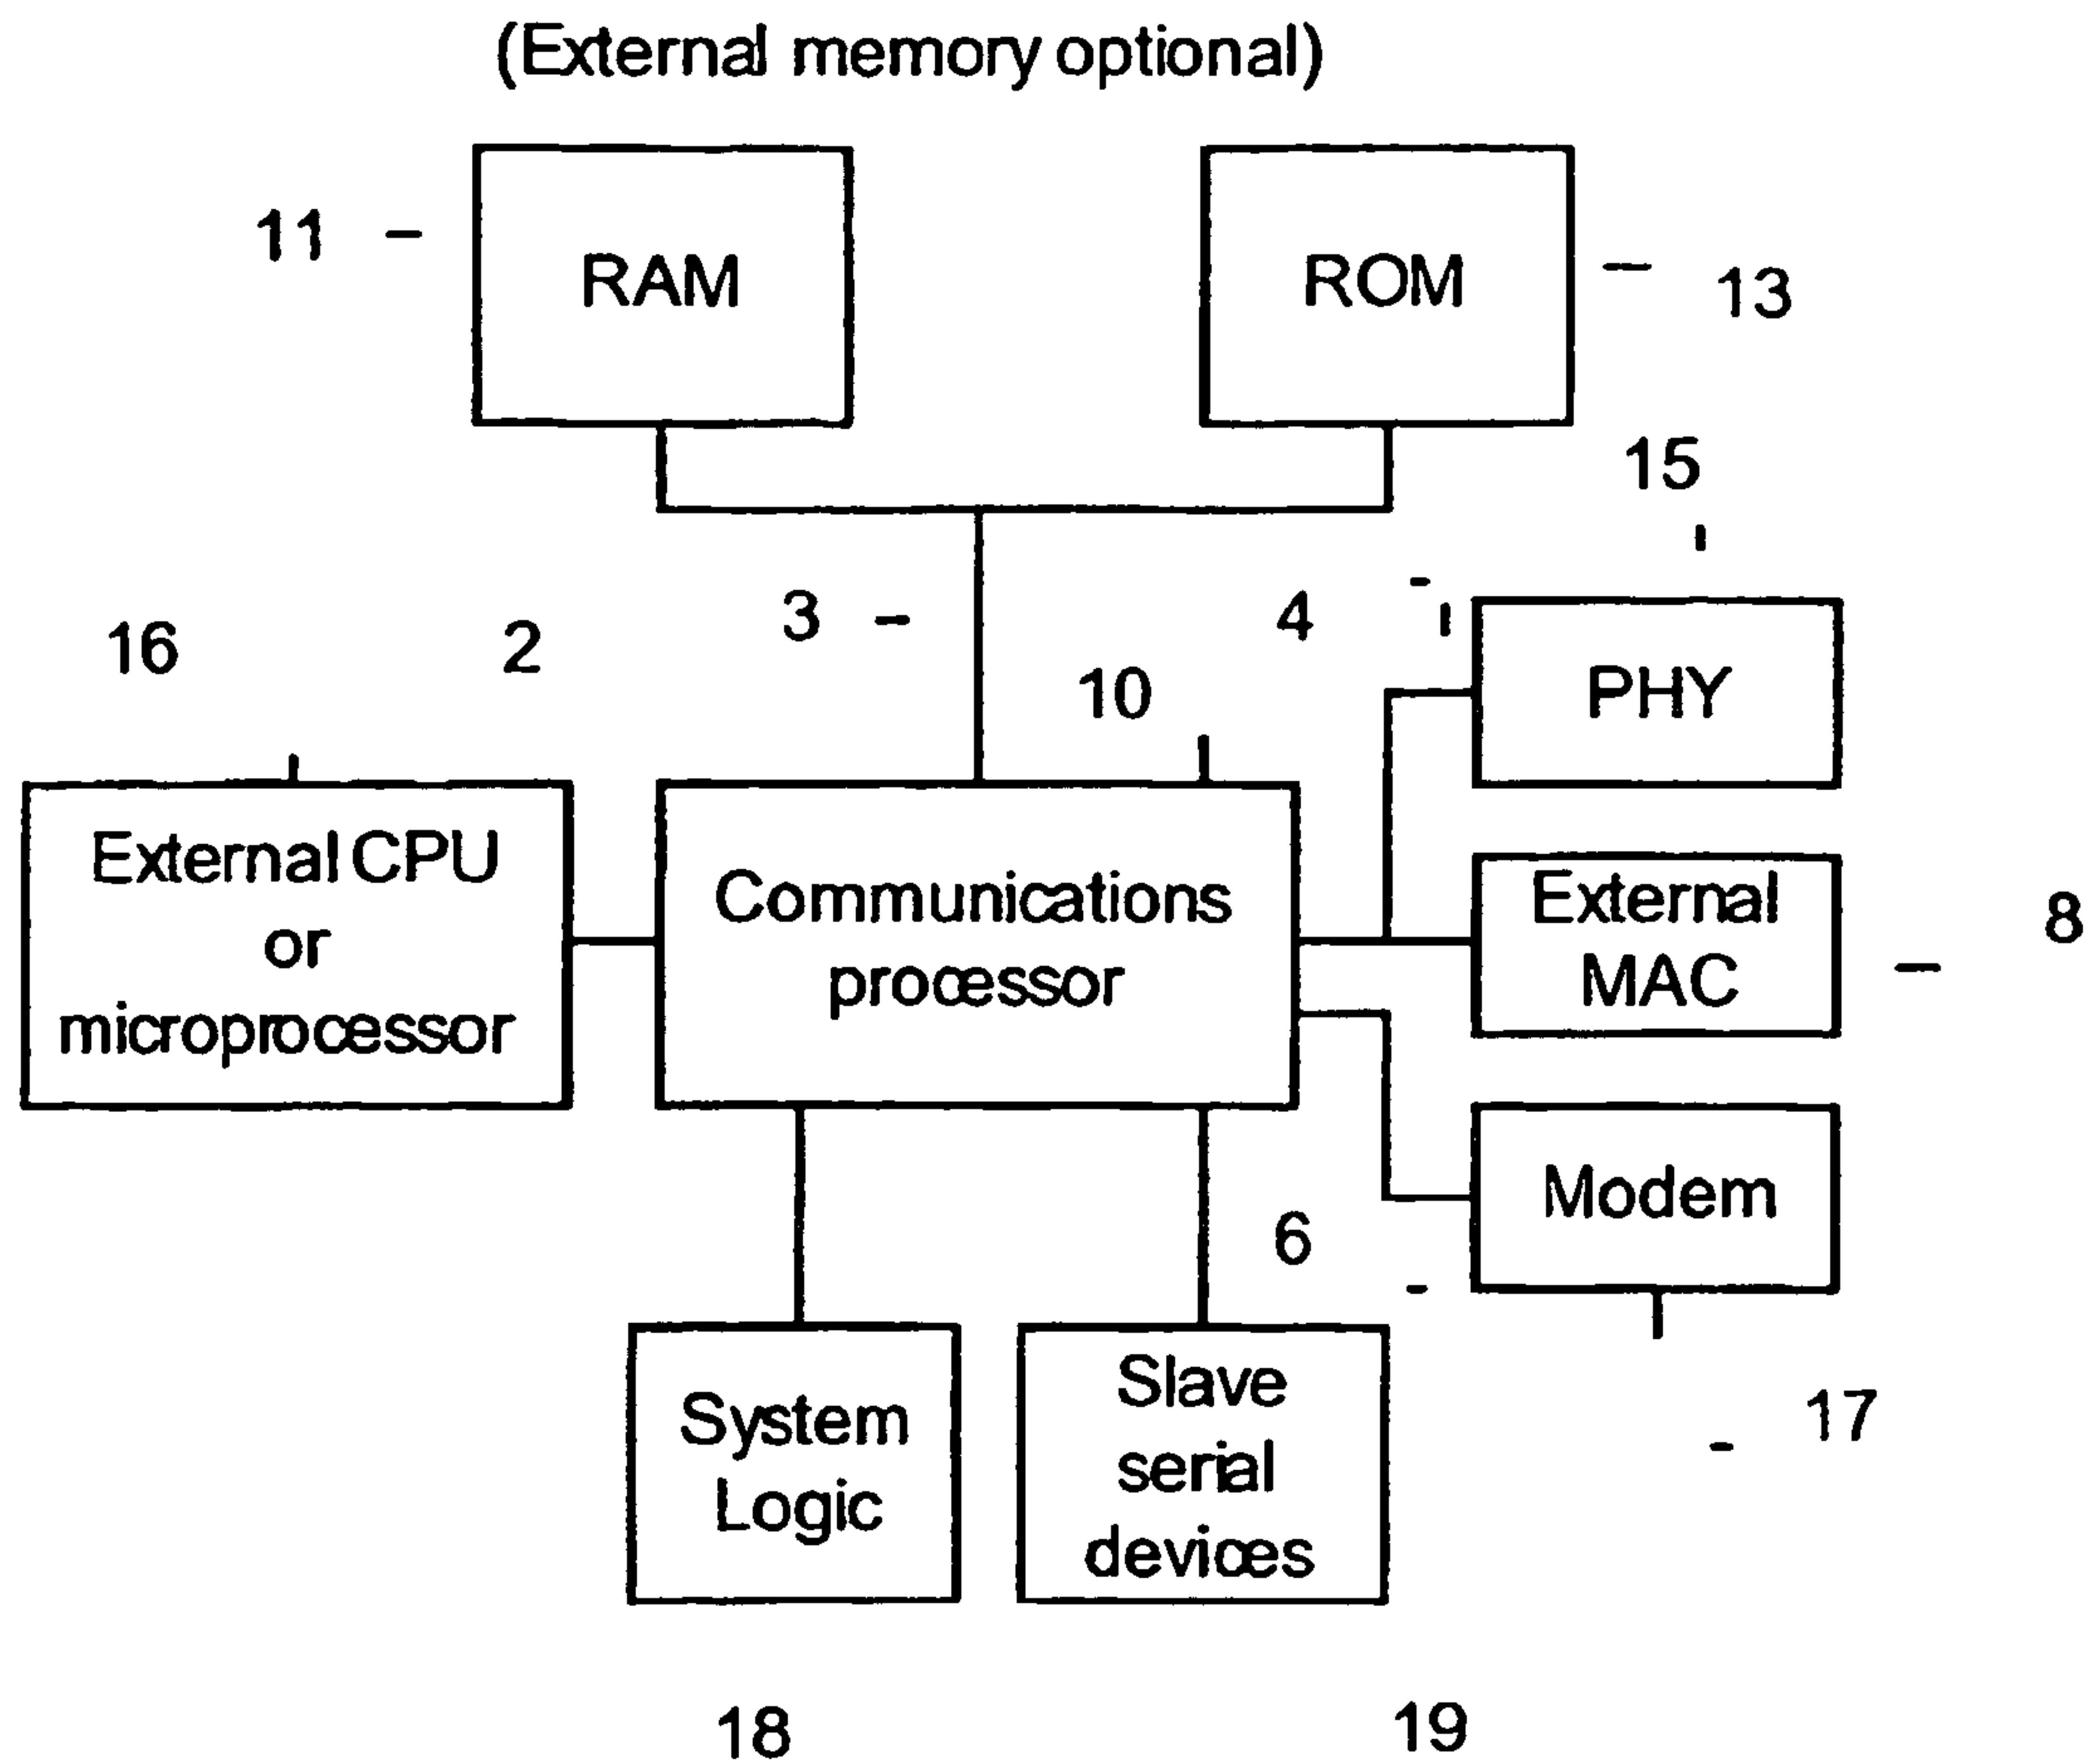 (External memory optional)
11
RAM
ROM
13
15
16
2
3
4
10
PHY
External CPU
or
microprocessor
Communications
processor
External
MAC
8
Modem
6
System
Logic
Slave
serial
devices
17
18
19